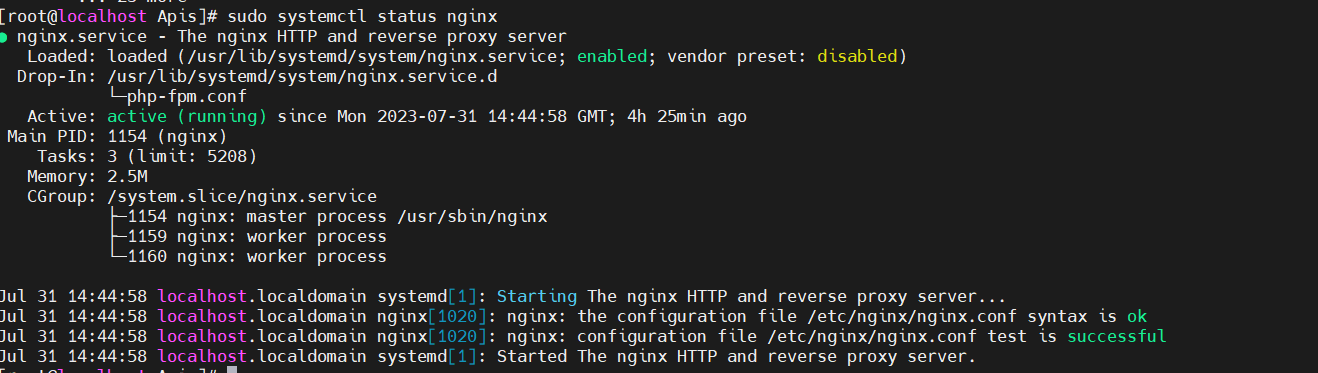 ... 25 more
[root@localhost Apis]# sudo systemctl status nginx
● nginx.service - The nginx HTTP and reverse proxy server
   Loaded: loaded (/usr/lib/systemd/system/nginx.service; enabled; vendor preset: disabled)
  Drop-In: /usr/lib/systemd/system/nginx.service.d
           └─php-fpm.conf
   Active: active (running) since Mon 2023-07-31 14:44:58 GMT; 4h 25min ago
 Main PID: 1154 (nginx)
    Tasks: 3 (limit: 5208)
   Memory: 2.5M
   CGroup: /system.slice/nginx.service
           ├─1154 nginx: master process /usr/sbin/nginx
           ├─1159 nginx: worker process
           └─1160 nginx: worker process

Jul 31 14:44:58 localhost.localdomain systemd[1]: Starting The nginx HTTP and reverse proxy server...
Jul 31 14:44:58 localhost.localdomain nginx[1020]: nginx: the configuration file /etc/nginx/nginx.conf syntax is ok
Jul 31 14:44:58 localhost.localdomain nginx[1020]: nginx: configuration file /etc/nginx/nginx.conf test is successful
Jul 31 14:44:58 localhost.localdomain systemd[1]: Started The nginx HTTP and reverse proxy server.
[root@localhost Apis]#